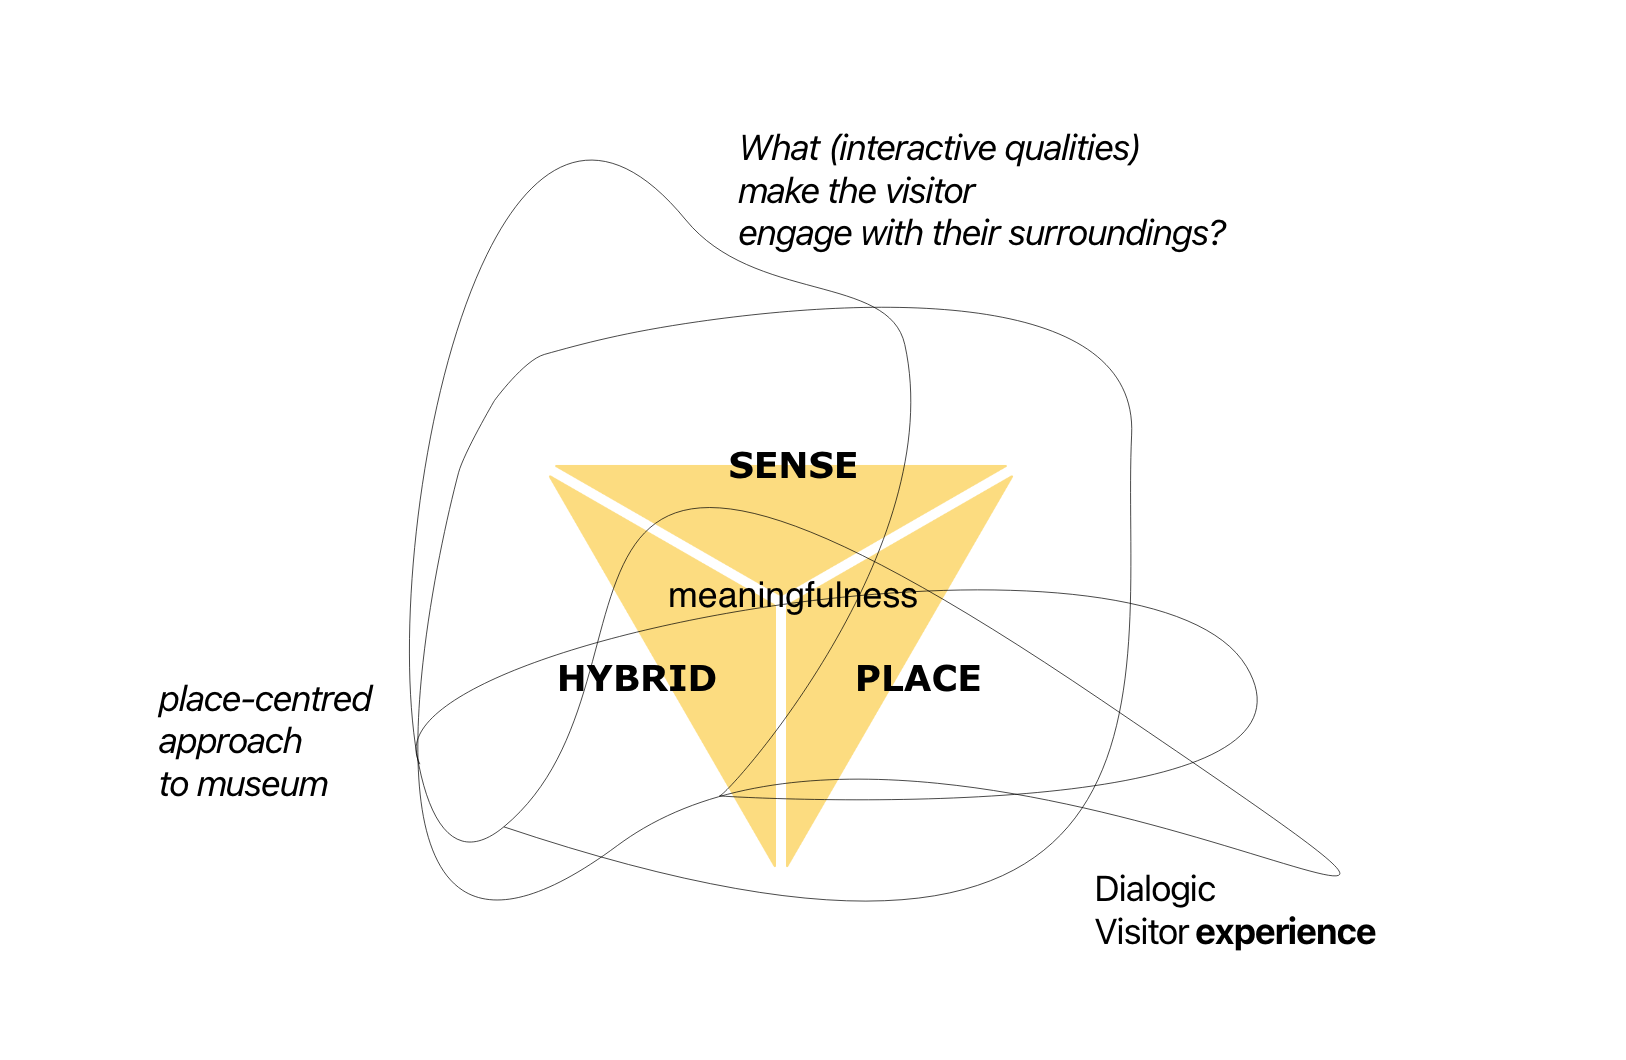 What (interactive qualities)
make the visitor
engage with their surroundings?
SENSE
meaningfulness
HYBRID
PLACE
place-centred
approach
to museum
Dialogic
Visitor experience